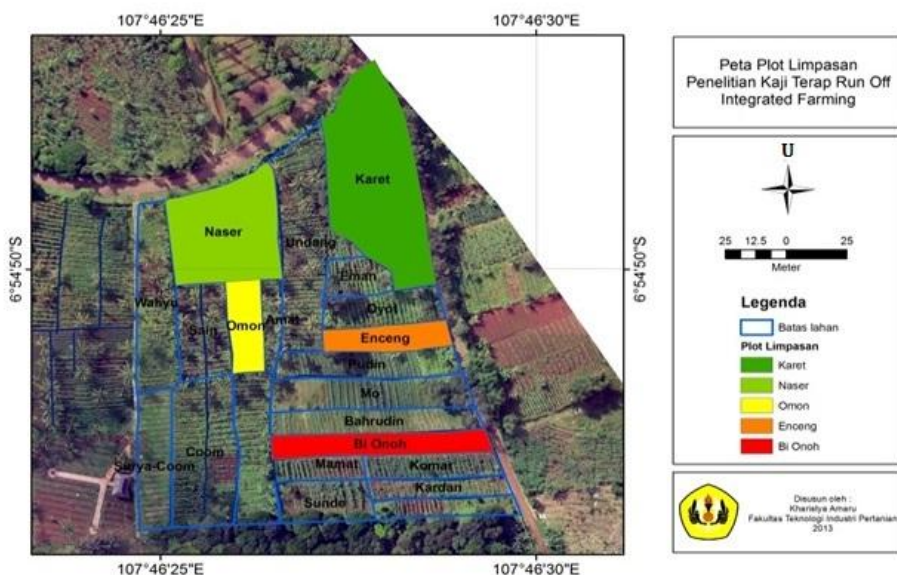 107°46'25"E
107°46'30"E
6°54'50"S
6°54'50"S
Karet
Naser
Undang
Eman
Wahyu
Sain
Omon
Amat
Oyot
Enceng
Pudin
Mo
Bahrudin
Bi Onoh
Surya-Coom
Coom
Mamat
Komar
Kardan
Sunde
107°46'25"E
107°46'30"E
Peta Plot Limpasan
Penelitian Kaji Terap Run Off
Integrated Farming
U
25 12.5 0 25
Meter
Legenda
Batas lahan
Plot Limpasan
Karet
Naser
Omon
Enceng
Bi Onoh
Disusun oleh :
Kharistya Amaru
Fakultas Teknologi Industri Pertanian
2013